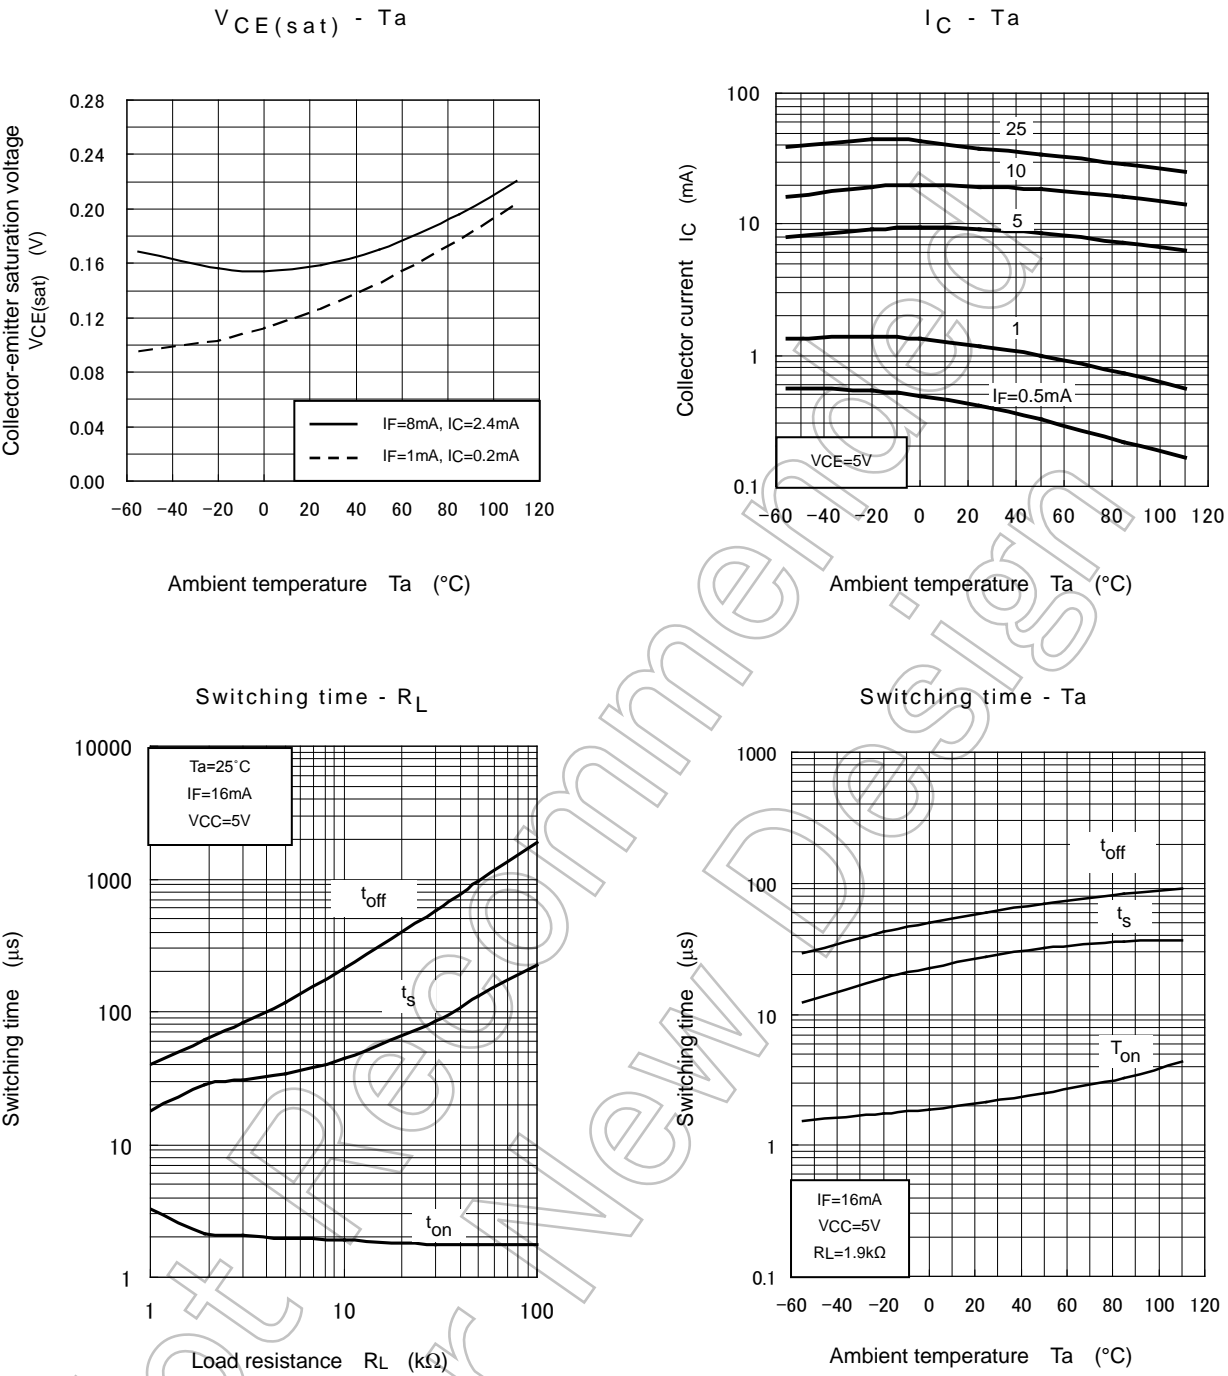 VCE(sat) - Ta
Collector-emitter saturation voltage
VCE(sat) (V)
0.28
0.24
0.20
0.16
0.12
0.08
0.04
0.00
IF=8mA, IC=2.4mA
IF=1mA, IC=0.2mA
−60 −40 −20 0 20 40 60 80 100 120
Ambient temperature Ta (°C)
IC - Ta
Collector current IC (mA)
100
10
1
0.1
25
10
5
1
IF=0.5mA
VCE=5V
−60 −40 −20 0 20 40 60 80 100 120
Ambient temperature Ta (°C)
Switching time - RL
Switching time (μs)
10000
1000
100
10
1
Ta=25˚C
IF=16mA
VCC=5V
toff
ts
ton
1 10 100
Load resistance RL (kΩ)
Switching time - Ta
Switching time (μs)
1000
100
10
1
0.1
toff
ts
Ton
IF=16mA
VCC=5V
RL=1.9kΩ
−60 −40 −20 0 20 40 60 80 100 120
Ambient temperature Ta (°C)
ot Recommended
r New Design